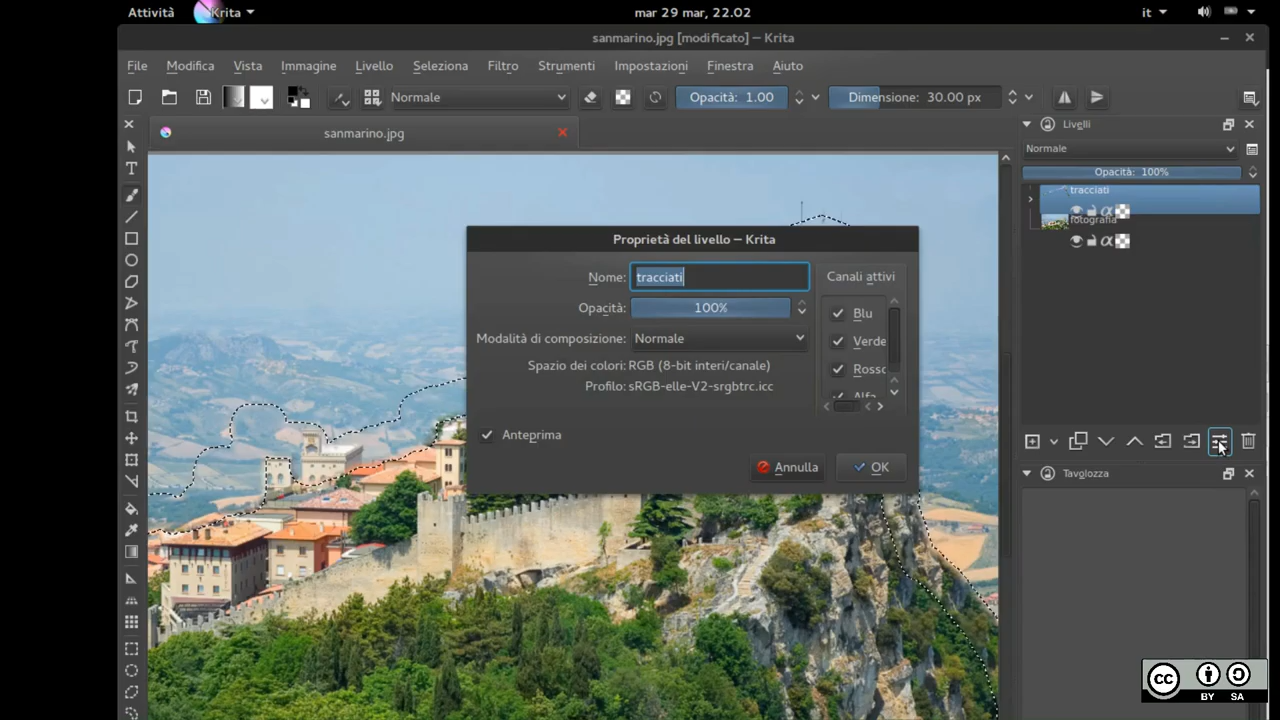 Attività Krita mar 29 mar, 22.02 it
sanmarino.jpg [modificato] — Krita
File Modifica Vista Immagine Livello Seleziona Filtro Strumenti Impostazioni Finestra Aiuto
Normale Opacità: 1.00 Dimensione: 30.00 px
sanmarino.jpg
Livelli
Normale
Opacità: 100%
tracciati
fotografia
Proprietà del livello — Krita
Nome: tracciati Canali attivi
Opacità: 100% Blu
Modalità di composizione: Normale Verde
Spazio dei colori: RGB (8-bit interi/canale) Rosso
Profilo: sRGB-elle-V2-srgbtrc.icc Alfa
Anteprima
Annulla OK
Tavolozza
CC BY SA